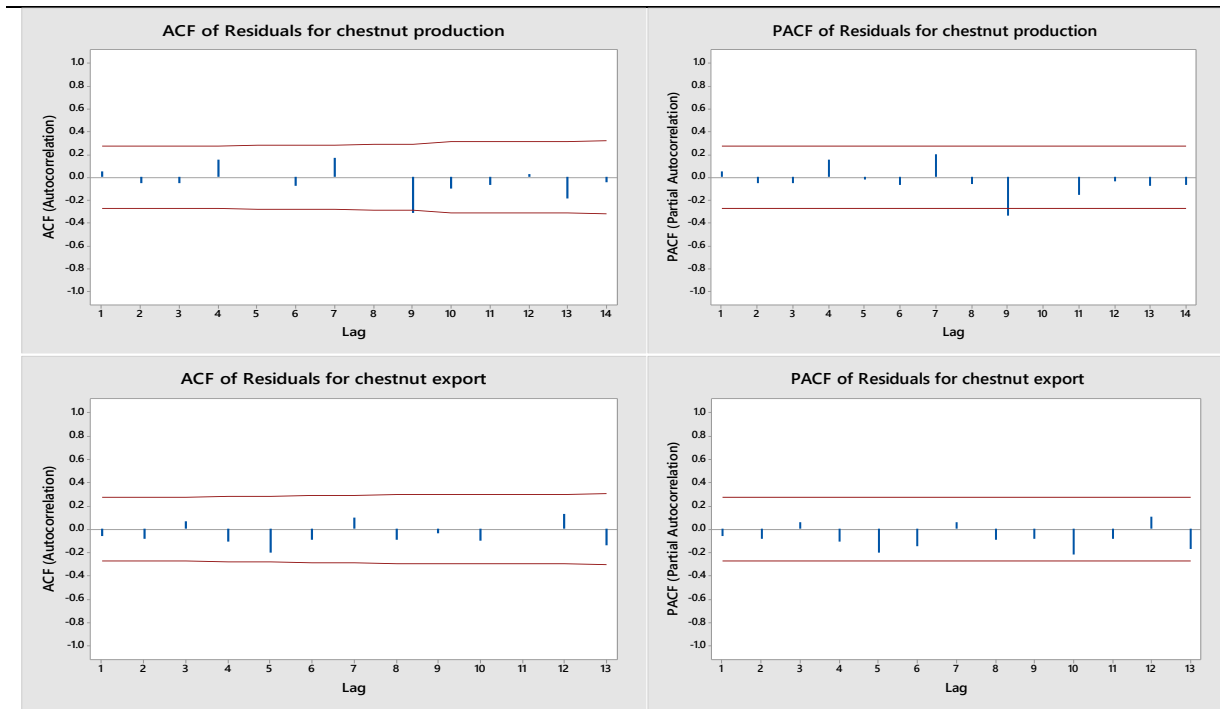 ACF of Residuals for chestnut production
ACF (Autocorrelation)
1.0
0.8
0.6
0.4
0.2
0.0
-0.2
-0.4
-0.6
-0.8
-1.0
1 2 3 4 5 6 7 8 9 10 11 12 13 14
Lag
PACF of Residuals for chestnut production
PACF (Partial Autocorrelation)
1.0
0.8
0.6
0.4
0.2
0.0
-0.2
-0.4
-0.6
-0.8
-1.0
1 2 3 4 5 6 7 8 9 10 11 12 13 14
Lag
ACF of Residuals for chestnut export
ACF (Autocorrelation)
1.0
0.8
0.6
0.4
0.2
0.0
-0.2
-0.4
-0.6
-0.8
-1.0
1 2 3 4 5 6 7 8 9 10 11 12 13
Lag
PACF of Residuals for chestnut export
PACF (Partial Autocorrelation)
1.0
0.8
0.6
0.4
0.2
0.0
-0.2
-0.4
-0.6
-0.8
-1.0
1 2 3 4 5 6 7 8 9 10 11 12 13
Lag